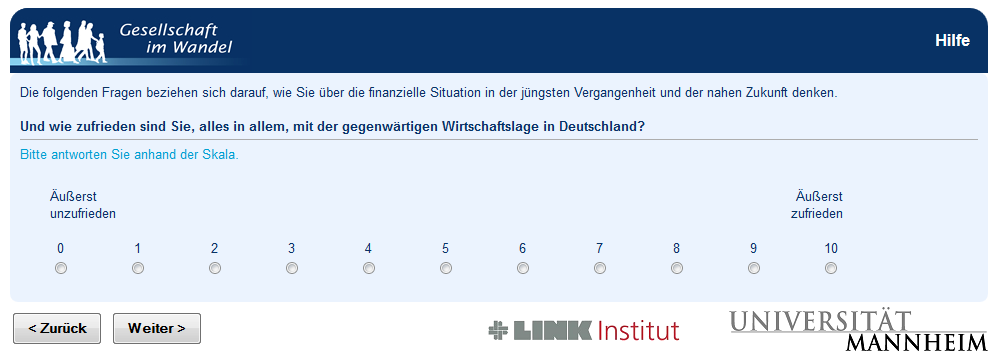 Gesellschaft
im Wandel
Hilfe
Die folgenden Fragen beziehen sich darauf, wie Sie über die finanzielle Situation in der jüngsten Vergangenheit und der nahen Zukunft denken.
Und wie zufrieden sind Sie, alles in allem, mit der gegenwärtigen Wirtschaftslage in Deutschland?
Bitte antworten Sie anhand der Skala.
Äußerst
unzufrieden
Äußerst
zufrieden
0 1 2 3 4 5 6 7 8 9 10
< Zurück
Weiter >
LINK Institut
UNIVERSITÄT
MANNHEIM